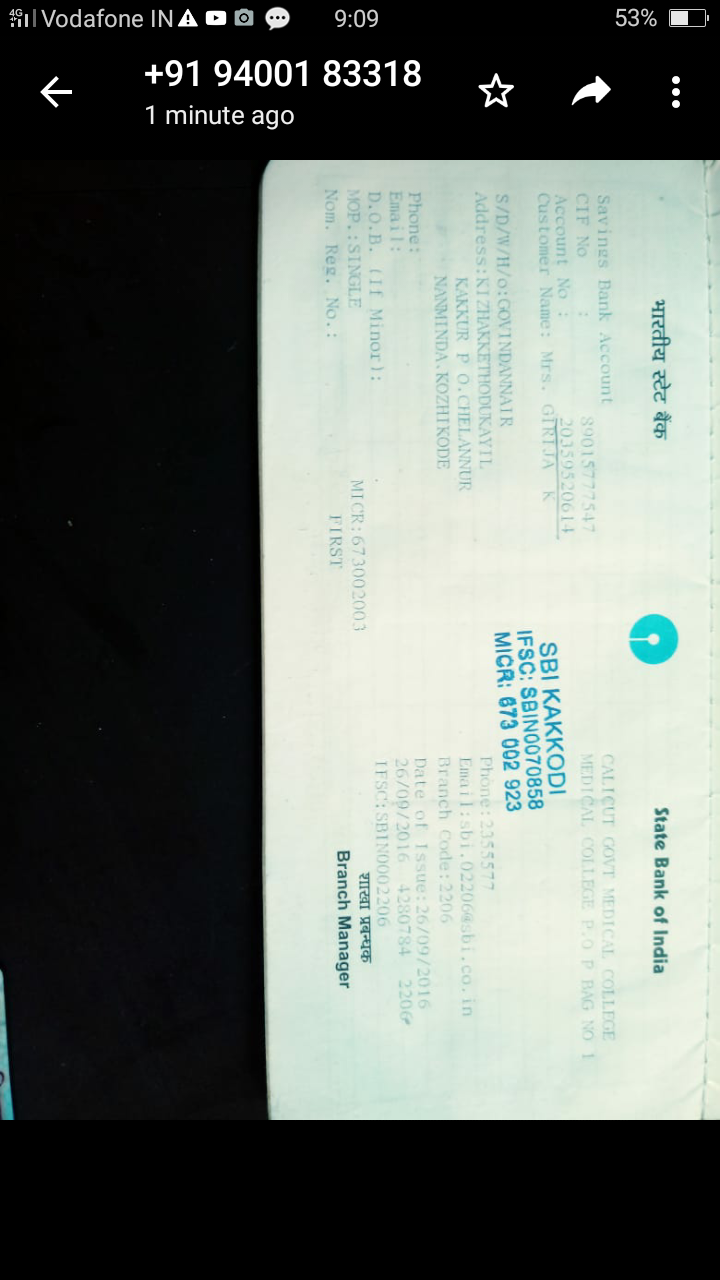 4G Vodafone IN 9:09 53%
+91 94001 83318
1 minute ago
भारतीय स्टेट बैंक
State Bank of India
Savings Bank Account
CIF No : 89015777547
Account No : 20359520614
Customer Name: Mrs. GIRIJA K
S/D/W/H/o:GOVINDANNAIR
Address:KIZHAKKETHODUKAYIL
KAKKUR P O.CHELANNUR
NANMINDA.KOZHIKODE
Phone:
Email:
D.O.B. (If Minor):
MOP.:SINGLE
Nom. Reg. No.:
MICR:673002003
FIRST
CALICUT GOVT MEDICAL COLLEGE
MEDICAL COLLEGE P.O P BAG NO 1
SBI KAKKODI
IFSC: SBIN0070858
MICR: 673 002 923
Phone:2355577
Email:sbi.02206@sbi.co.in
Branch Code:2206
Date of Issue:26/09/2016
26/09/2016 4280784 2206
IFSC:SBIN0002206
शाखा प्रबन्धक
Branch Manager